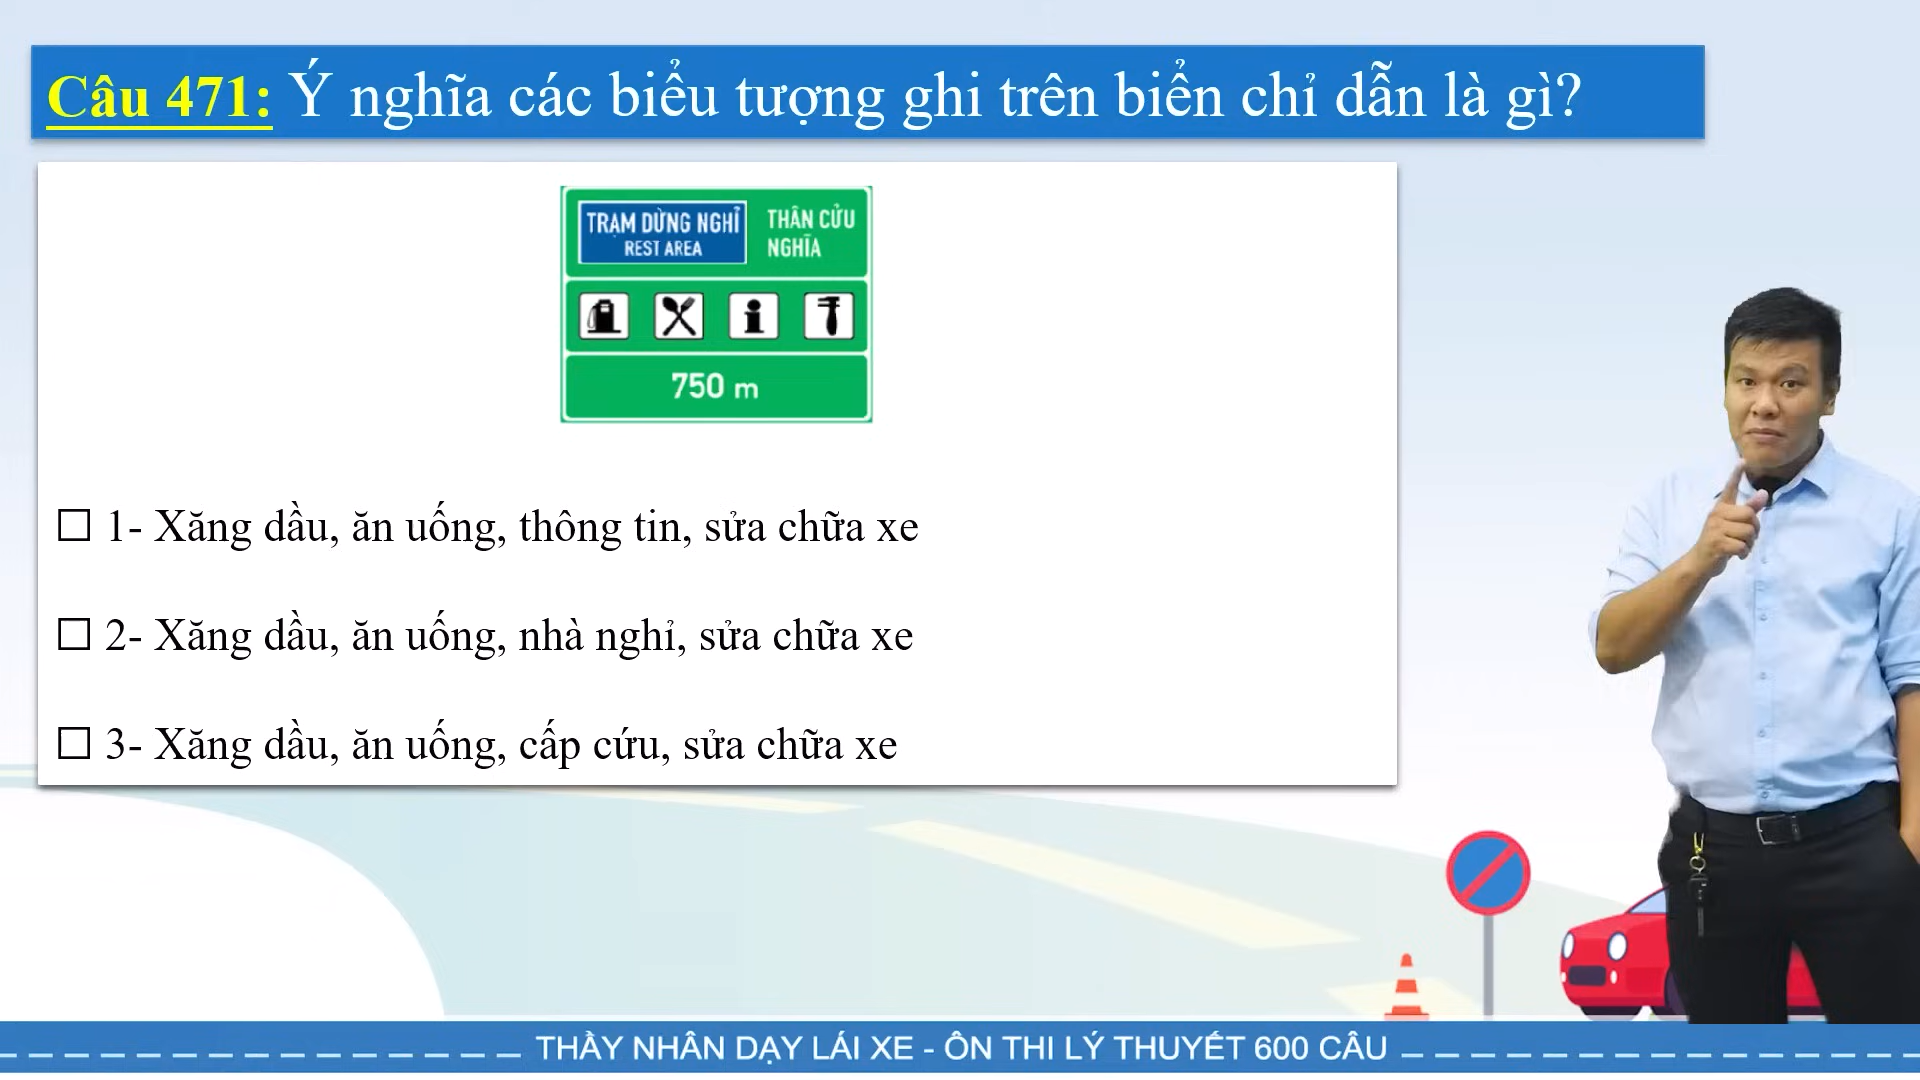 Câu 471: Ý nghĩa các biểu tượng ghi trên biển chỉ dẫn là gì?
TRẠM DỪNG NGHỈ
REST AREA
THÂN CỬU
NGHĨA
750 m
☐ 1- Xăng dầu, ăn uống, thông tin, sửa chữa xe
☐ 2- Xăng dầu, ăn uống, nhà nghỉ, sửa chữa xe
☐ 3- Xăng dầu, ăn uống, cấp cứu, sửa chữa xe
THẦY NHÂN DẠY LÁI XE - ÔN THI LÝ THUYẾT 600 CÂU